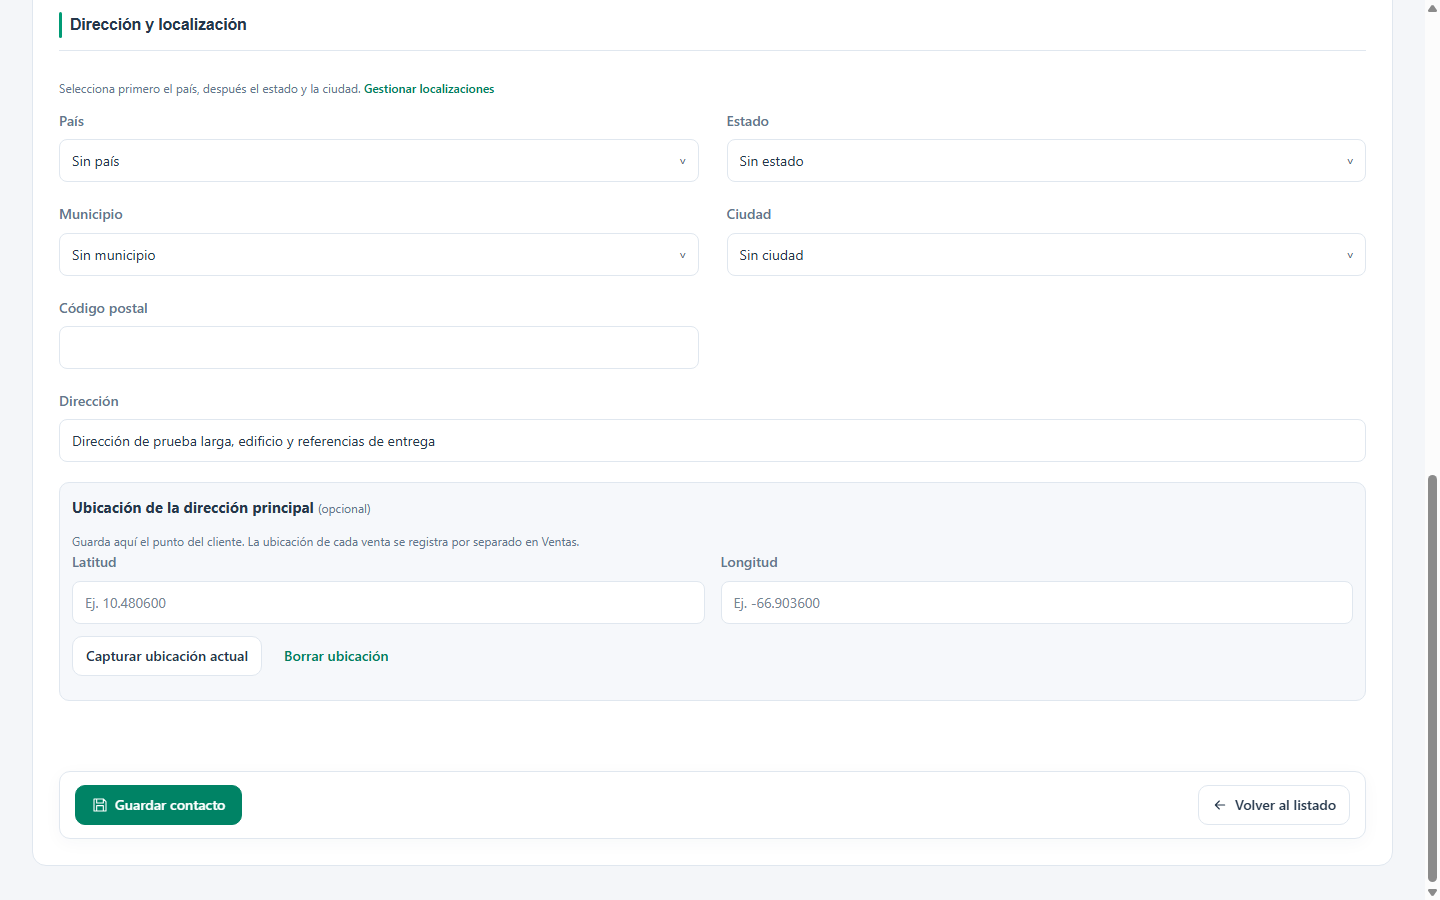 Dirección y localización
Selecciona primero el país, después el estado y la ciudad. Gestionar localizaciones
País
Estado
Sin país
Sin estado
Municipio
Ciudad
Sin municipio
Sin ciudad
Código postal
Dirección
Dirección de prueba larga, edificio y referencias de entrega
Ubicación de la dirección principal (opcional)
Guarda aquí el punto del cliente. La ubicación de cada venta se registra por separado en Ventas.
Latitud
Longitud
Ej. 10.480600
Ej. -66.903600
Capturar ubicación actual
Borrar ubicación
Guardar contacto
Volver al listado